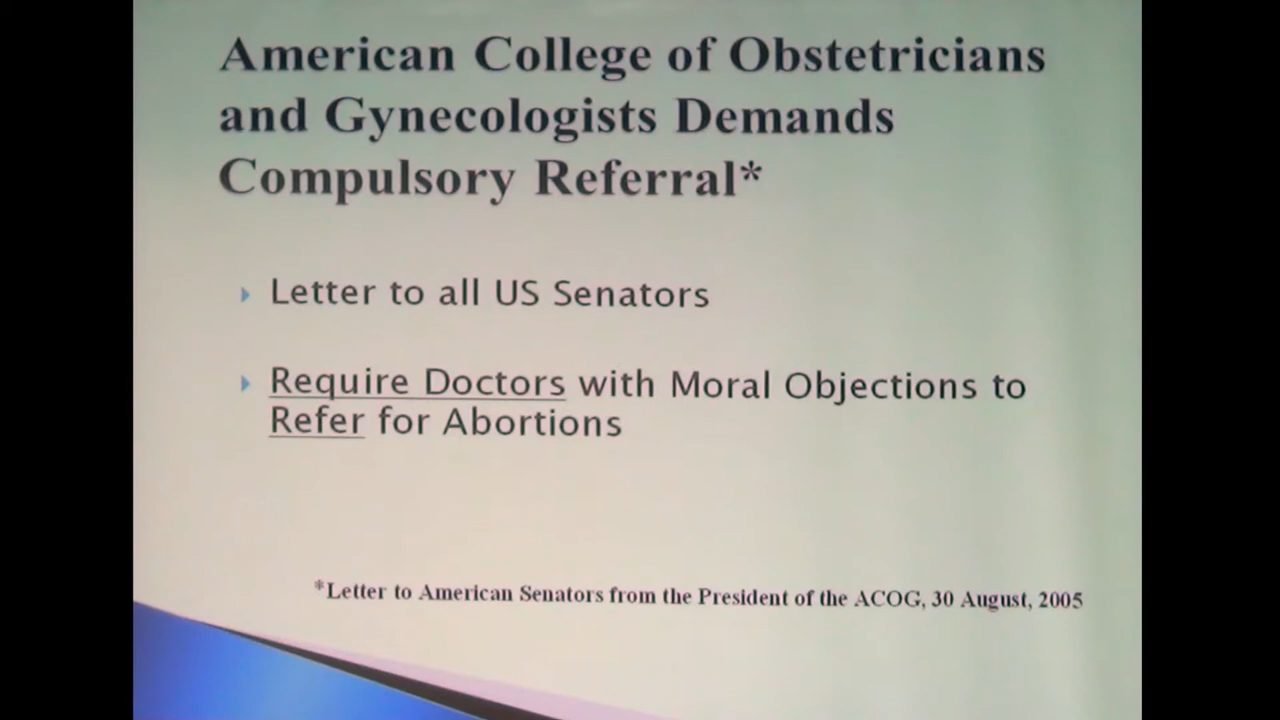 American College of Obstetricians
and Gynecologists Demands
Compulsory Referral*
Letter to all US Senators
Require Doctors with Moral Objections to
Refer for Abortions
*Letter to American Senators from the President of the ACOG, 30 August, 2005